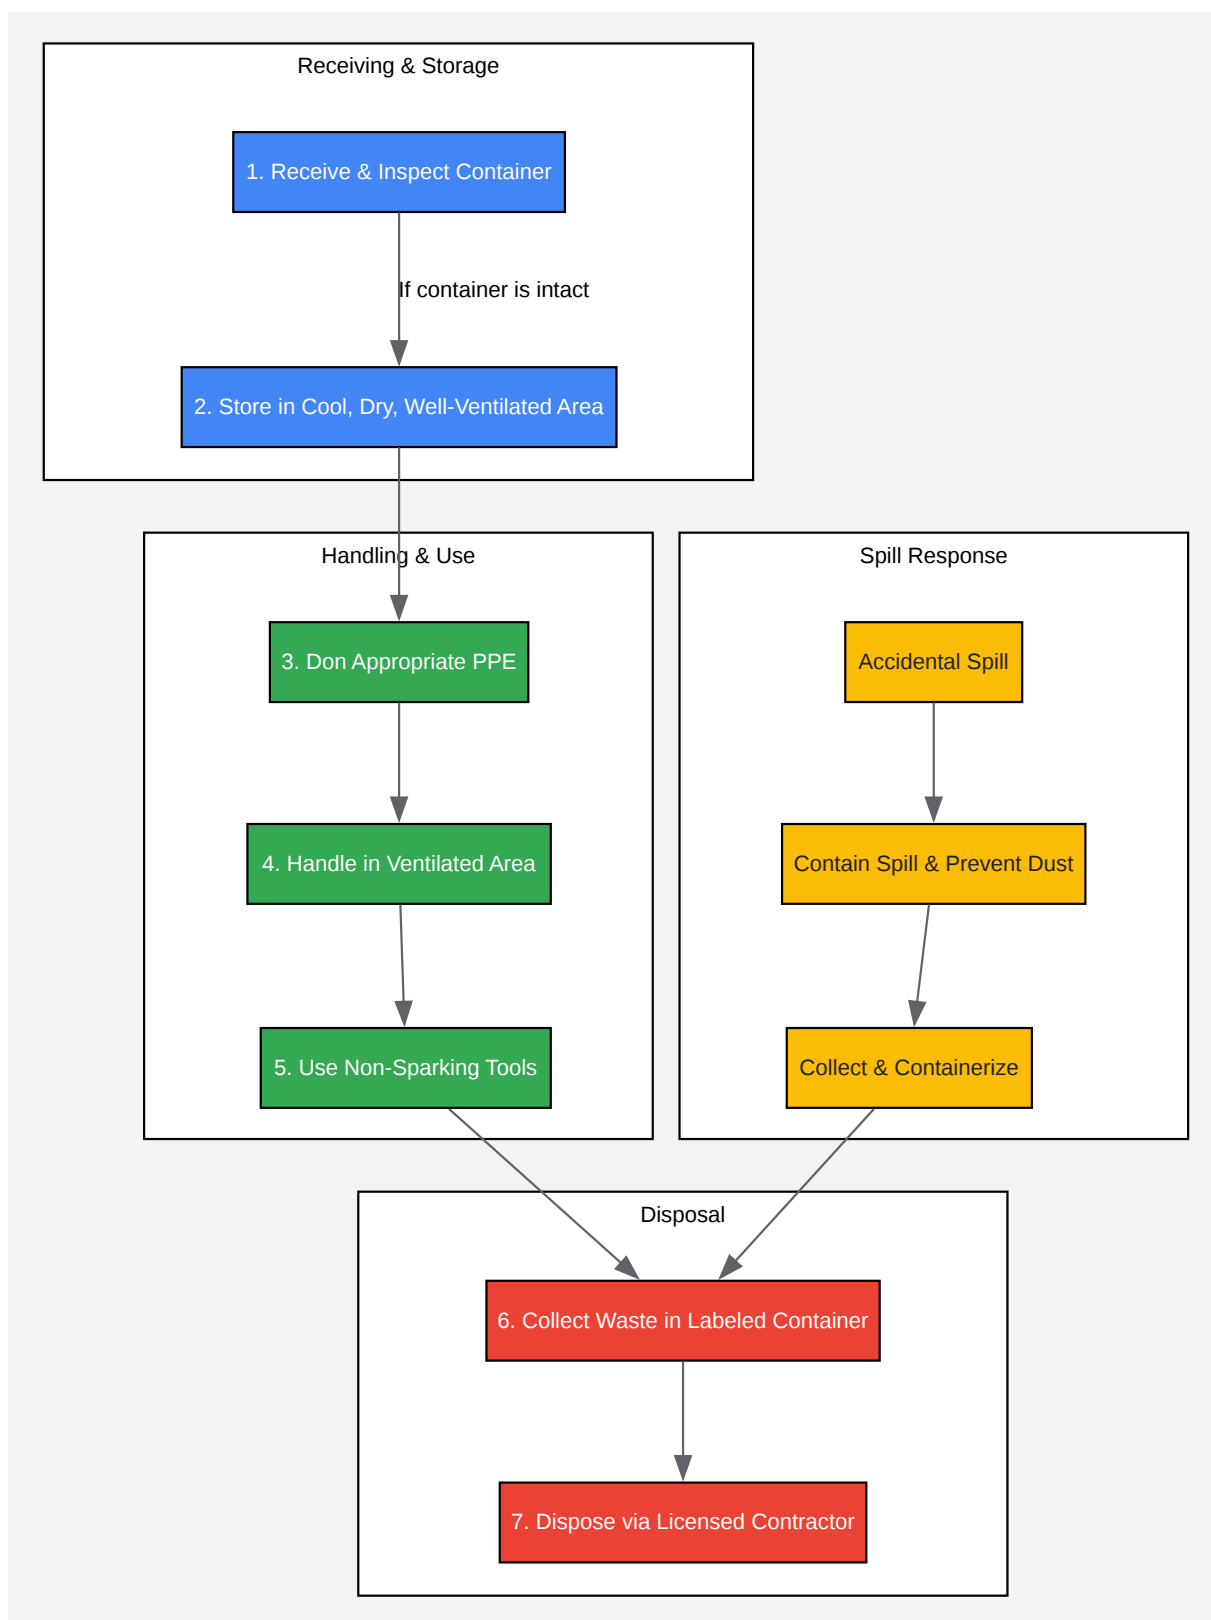 Receiving & Storage
1. Receive & Inspect Container
If container is intact
2. Store in Cool, Dry, Well-Ventilated Area
Handling & Use
3. Don Appropriate PPE
4. Handle in Ventilated Area
5. Use Non-Sparking Tools
Spill Response
Accidental Spill
Contain Spill & Prevent Dust
Collect & Containerize
Disposal
6. Collect Waste in Labeled Container
7. Dispose via Licensed Contractor